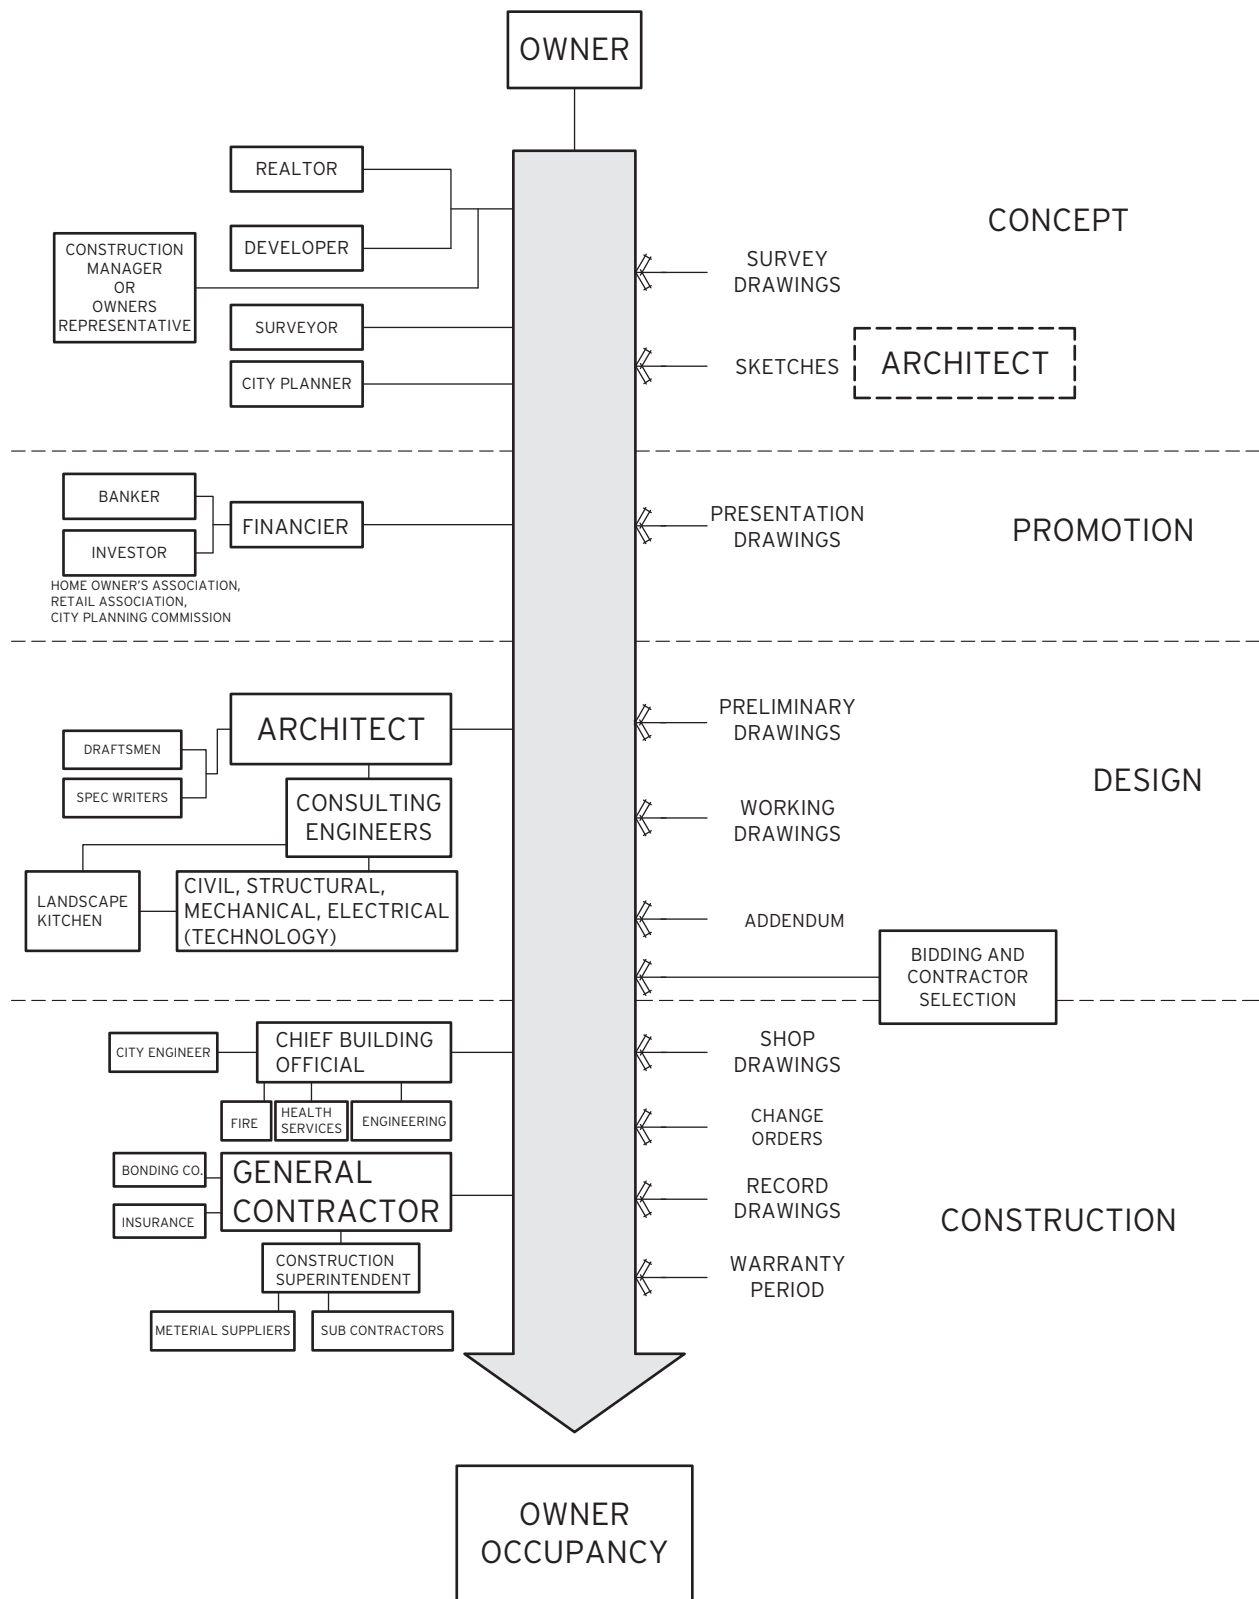 OWNER
REALTOR
DEVELOPER
CONSTRUCTION
MANAGER
OR
OWNERS
REPRESENTATIVE
SURVEYOR
CITY PLANNER
CONCEPT
SURVEY
DRAWINGS
SKETCHES
ARCHITECT
BANKER
INVESTOR
FINANCIER
HOME OWNER'S ASSOCIATION,
RETAIL ASSOCIATION,
CITY PLANNING COMMISSION
PRESENTATION
DRAWINGS
PROMOTION
ARCHITECT
DRAFTSMEN
SPEC WRITERS
CONSULTING
ENGINEERS
LANDSCAPE
KITCHEN
CIVIL, STRUCTURAL,
MECHANICAL, ELECTRICAL
(TECHNOLOGY)
PRELIMINARY
DRAWINGS
WORKING
DRAWINGS
ADDENDUM
DESIGN
BIDDING AND
CONTRACTOR
SELECTION
CITY ENGINEER
CHIEF BUILDING
OFFICIAL
FIRE
HEALTH
SERVICES
ENGINEERING
BONDING CO.
INSURANCE
GENERAL
CONTRACTOR
CONSTRUCTION
SUPERINTENDENT
METERIAL SUPPLIERS
SUB CONTRACTORS
SHOP
DRAWINGS
CHANGE
ORDERS
RECORD
DRAWINGS
WARRANTY
PERIOD
CONSTRUCTION
OWNER
OCCUPANCY